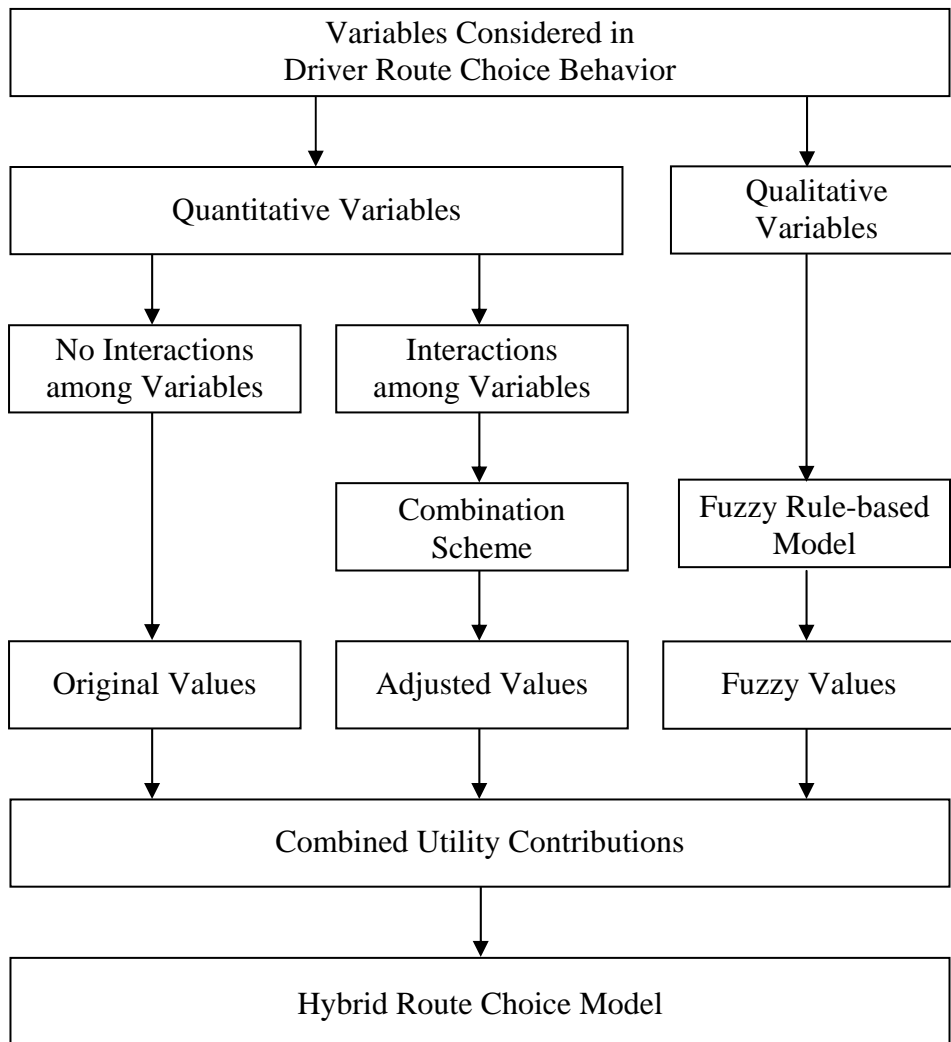 Variables Considered in
Driver Route Choice Behavior
Quantitative Variables
Qualitative
Variables
No Interactions
among Variables
Interactions
among Variables
Combination
Scheme
Fuzzy Rule-based
Model
Original Values
Adjusted Values
Fuzzy Values
Combined Utility Contributions
Hybrid Route Choice Model